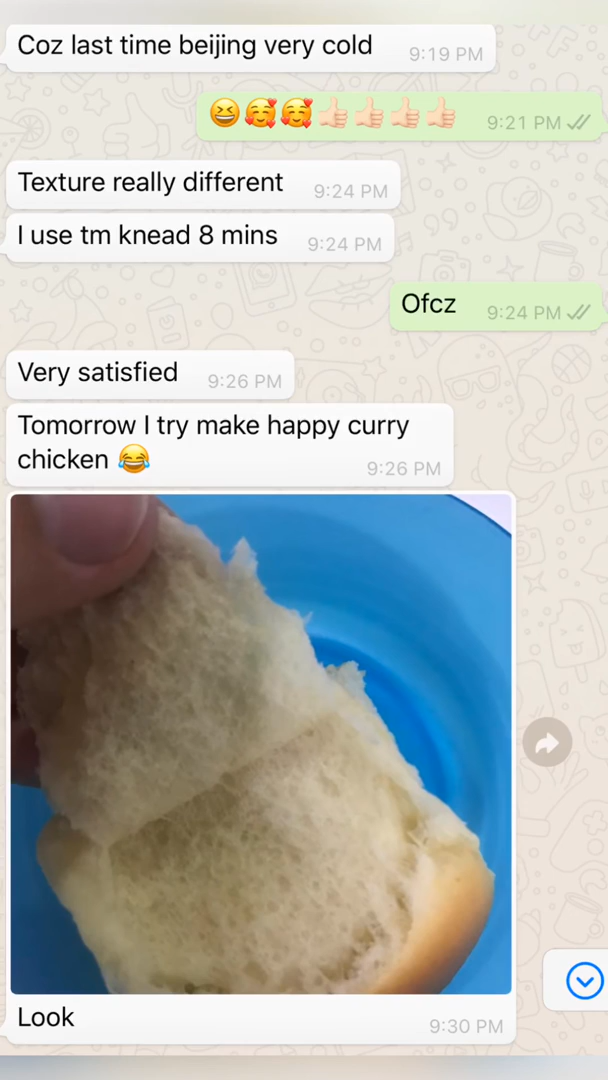 Coz last time beijing very cold 9:19 PM
😆🥰🥰👍🏻👍🏻👍🏻👍🏻 9:21 PM
Texture really different 9:24 PM
I use tm knead 8 mins 9:24 PM
Ofcz 9:24 PM
Very satisfied 9:26 PM
Tomorrow I try make happy curry
chicken 😂 9:26 PM
Look 9:30 PM